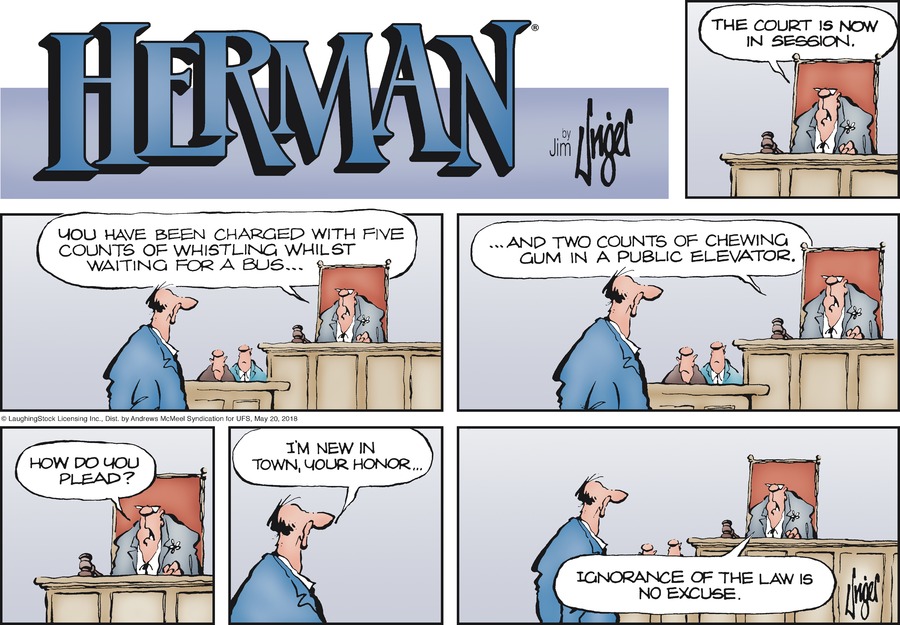 HERMAN®
by
Jim Unger
THE COURT IS NOW
IN SESSION.
YOU HAVE BEEN CHARGED WITH FIVE
COUNTS OF WHISTLING WHILST
WAITING FOR A BUS...
...AND TWO COUNTS OF CHEWING
GUM IN A PUBLIC ELEVATOR.
© LaughingStock Licensing Inc., Dist. by Andrews McMeel Syndication for UFS, May 20, 2018
HOW DO YOU
PLEAD?
I'M NEW IN
TOWN, YOUR HONOR...
IGNORANCE OF THE LAW IS
NO EXCUSE.
Unger